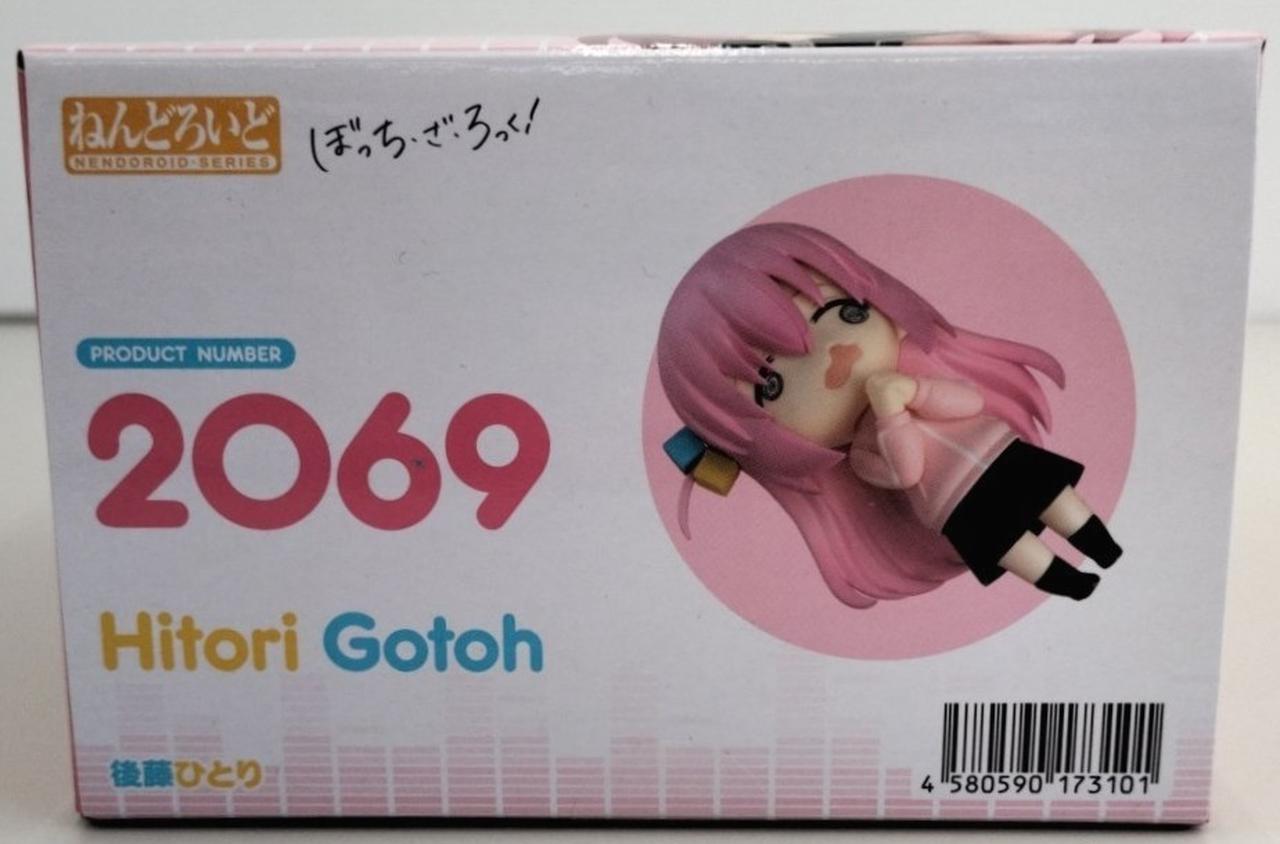 ねんどろいど
NENDOROID・SERIES
ぼっち・ざ・ろっく!
PRODUCT NUMBER
2069
Hitori Gotoh
後藤ひとり
4 580590 173101